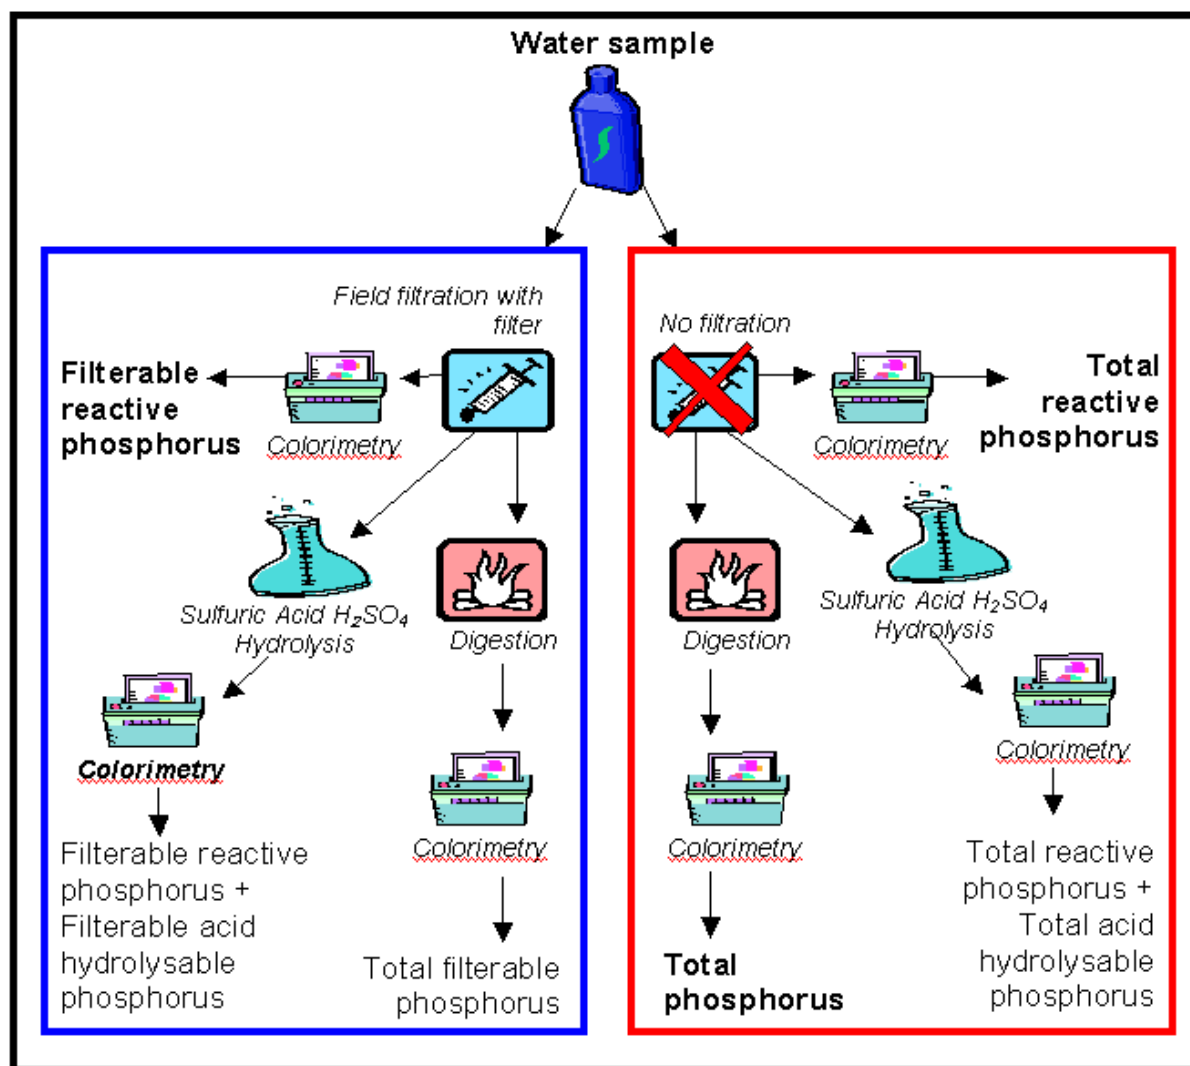 Water sample
Field filtration with
filter
Filterable
reactive
phosphorus
Colorimetry
Sulfuric Acid H₂SO₄
Hydrolysis
Digestion
Colorimetry
Colorimetry
Filterable reactive
phosphorus +
Filterable acid
hydrolysable
phosphorus
Total filterable
phosphorus
No filtration
Total
reactive
phosphorus
Colorimetry
Sulfuric Acid H₂SO₄
Hydrolysis
Digestion
Colorimetry
Colorimetry
Total
phosphorus
Total reactive
phosphorus +
Total acid
hydrolysable
phosphorus